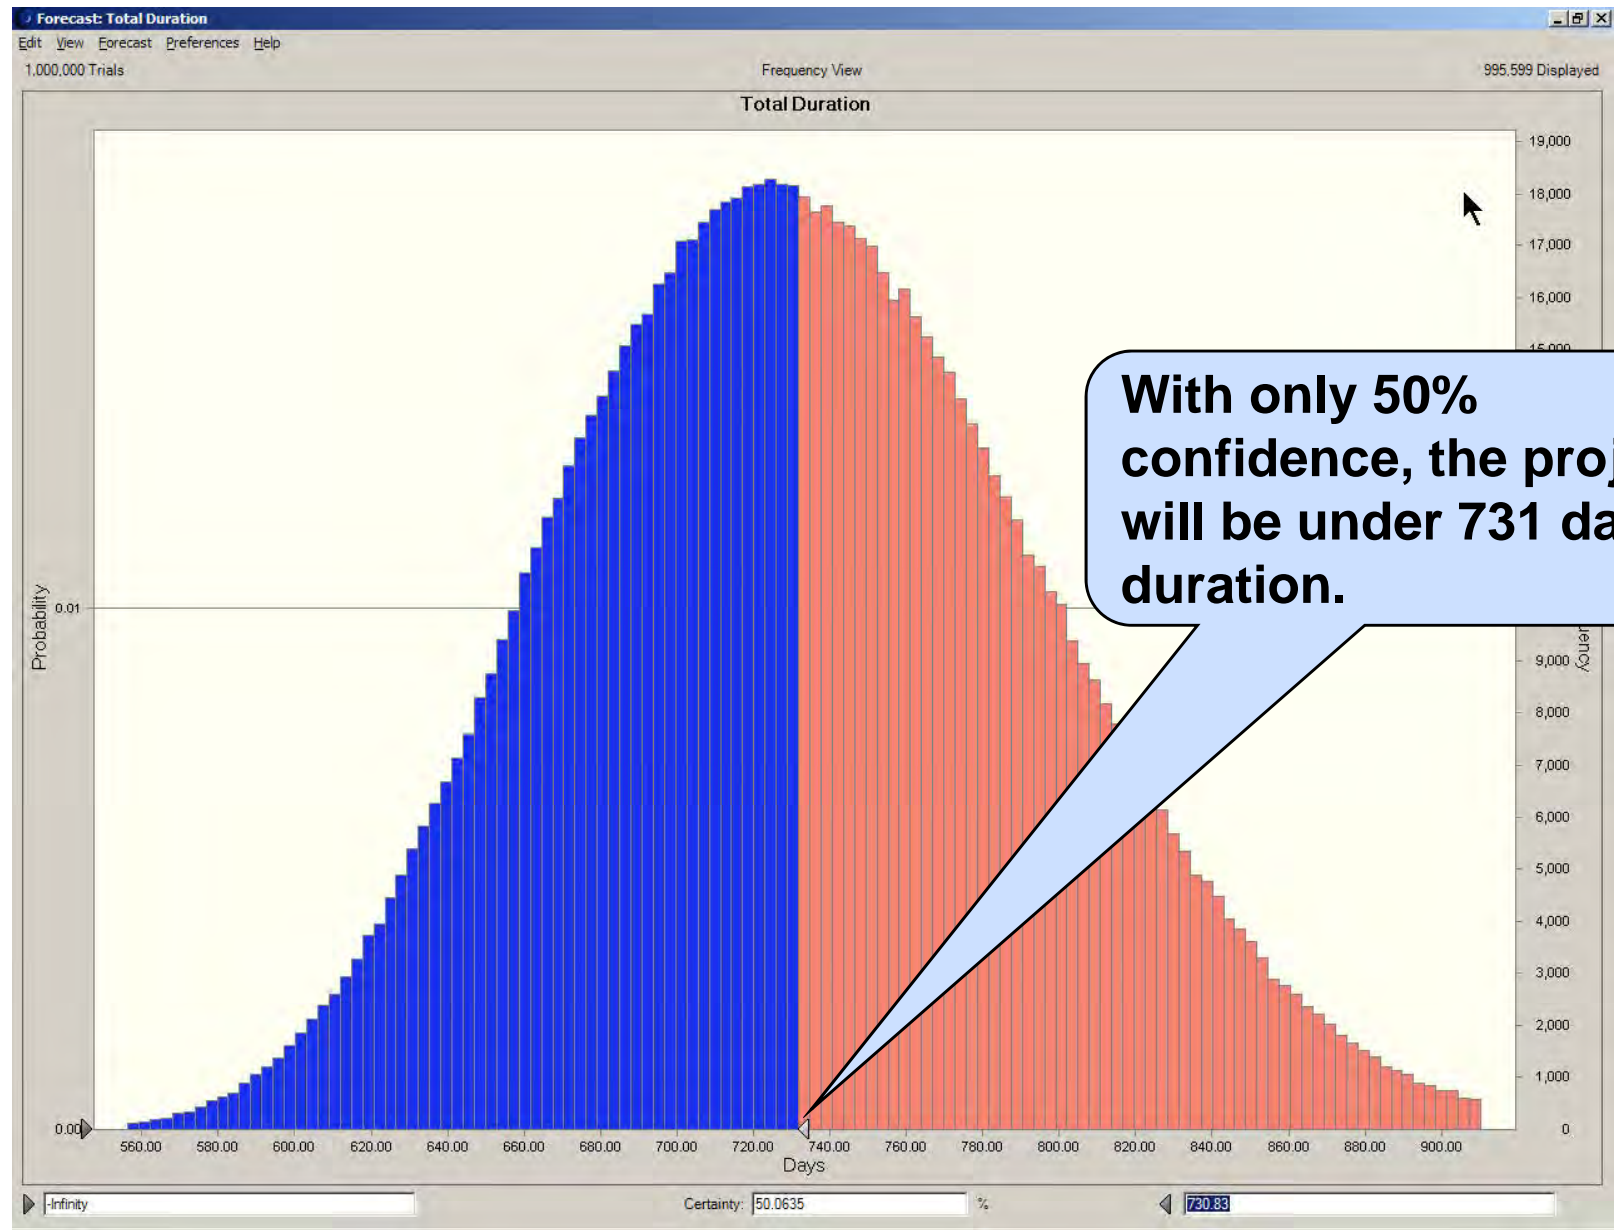 Forecast: Total Duration
Edit View Forecast Preferences Help
1,000,000 Trials
Frequency View
995,599 Displayed
Total Duration
19,000
18,000
17,000
16,000
With only 50%
confidence, the proj
will be under 731 da
duration.
Probability
0.01
9,000
8,000
7,000
6,000
5,000
4,000
3,000
2,000
1,000
0.00
0
560.00 580.00 600.00 620.00 640.00 660.00 680.00 700.00 720.00 740.00 760.00 780.00 800.00 820.00 840.00 860.00 880.00 900.00
Days
-Infinity
Certainty: 50.0635 %
730.83